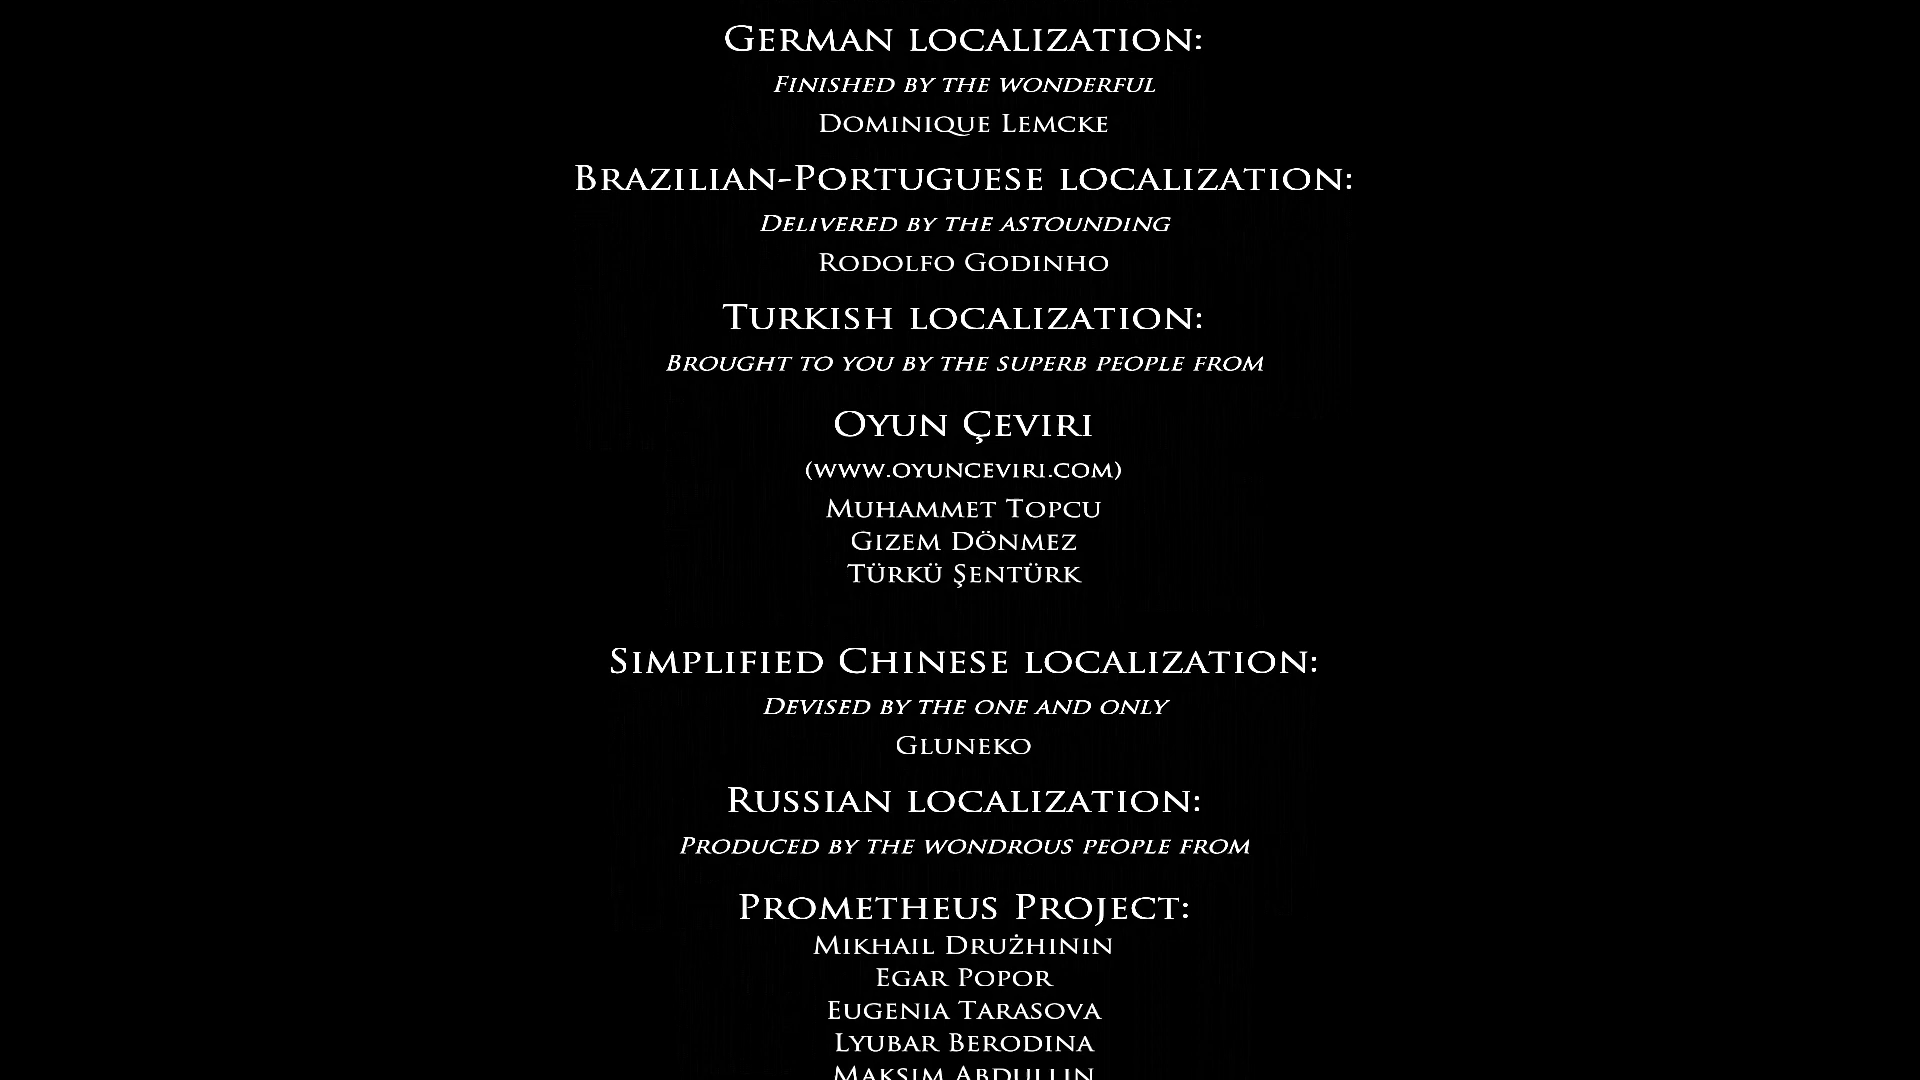 German localization:
Finished by the wonderful
Dominique Lemcke
Brazilian-Portuguese localization:
Delivered by the astounding
Rodolfo Godinho
Turkish localization:
Brought to you by the superb people from
Oyun Çeviri
(www.oyunceviri.com)
Muhammet Topcu
Gizem Dönmez
Türkü Şentürk
Simplified Chinese localization:
Devised by the one and only
Gluneko
Russian localization:
Produced by the wondrous people from
Prometheus Project:
Mikhail Drużhinin
Egar Popor
Eugenia Tarasova
Lyubar Berodina
Maksim Abdullin